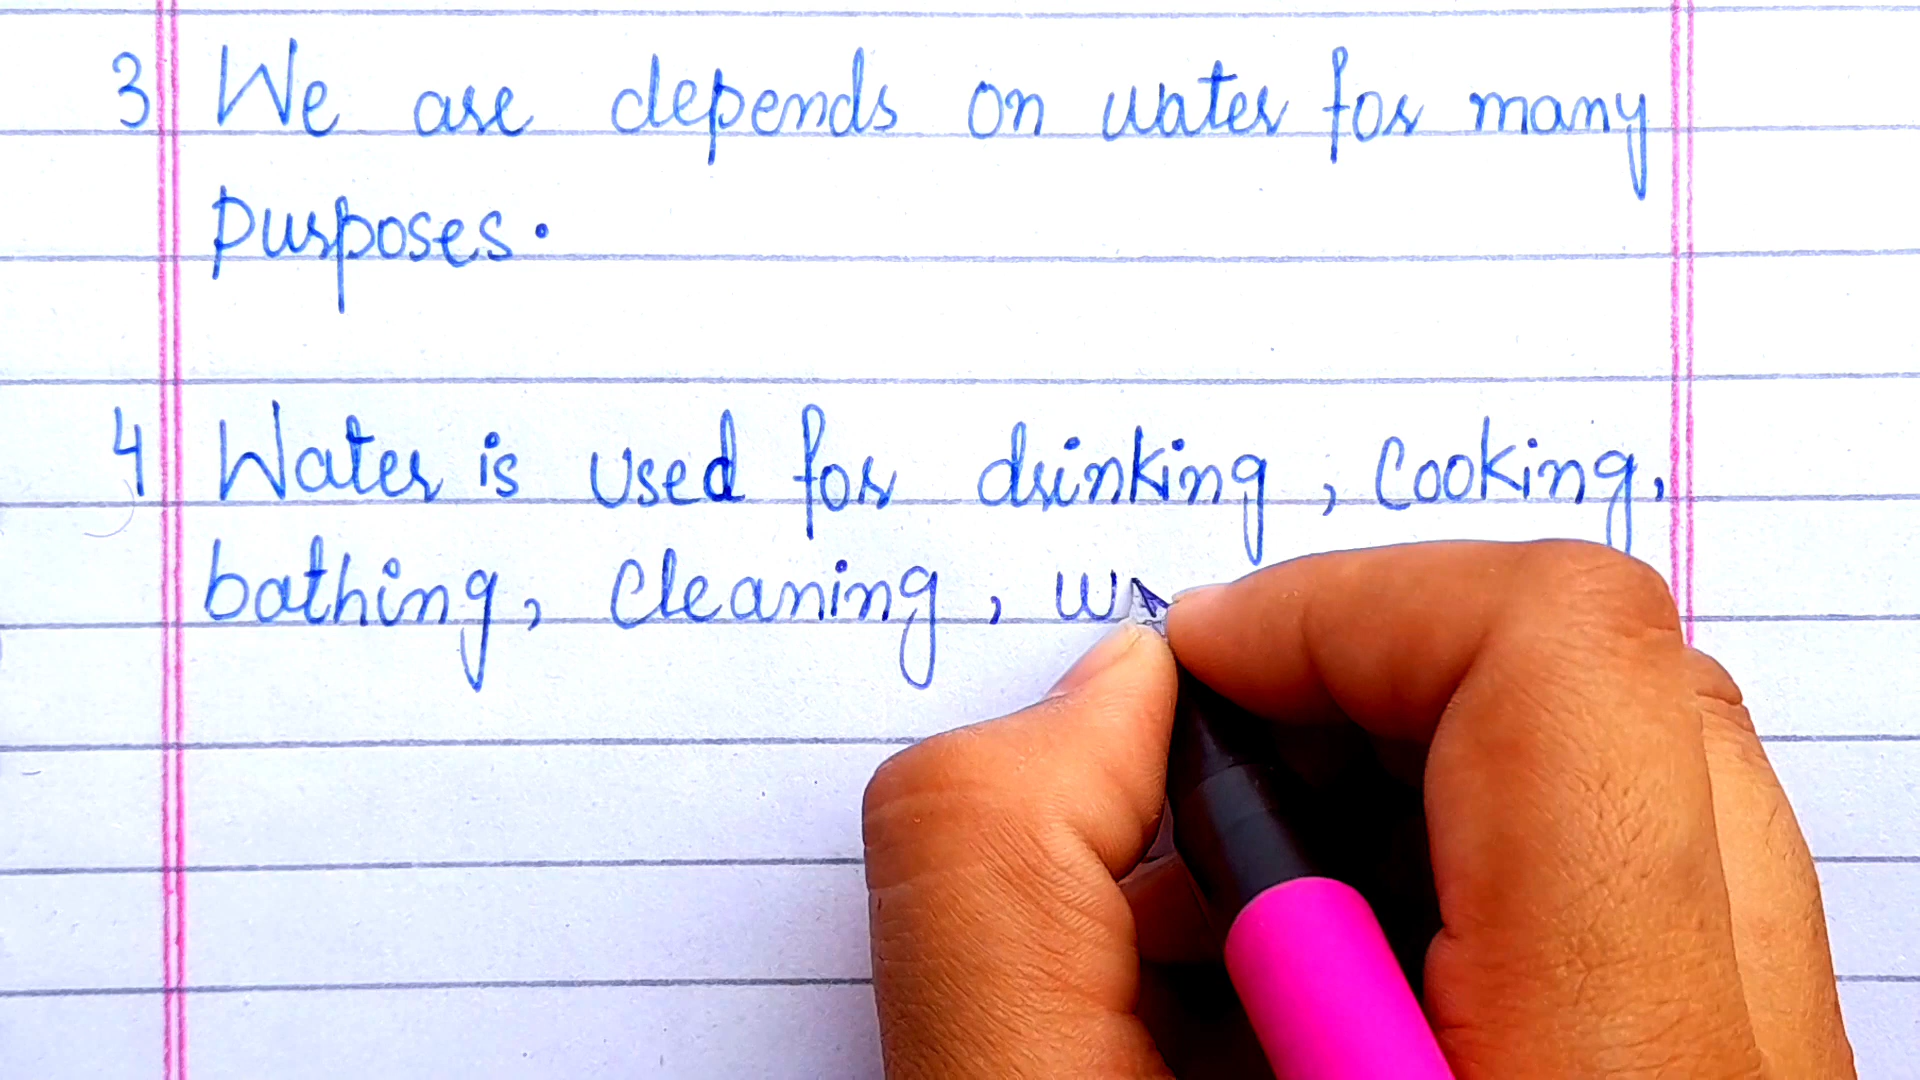 3 We are depends on water for many
purposes.
4 Water is used for drinking, Cooking,
bathing, Cleaning, w